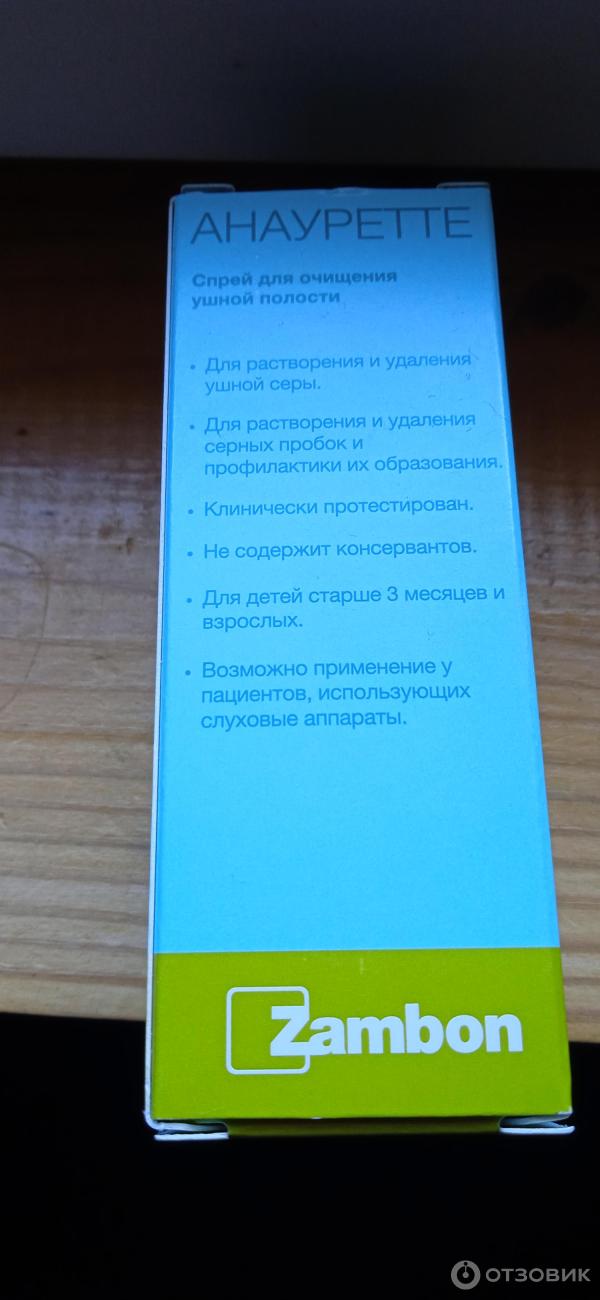 АНАУРЕТТЕ
Спрей для очищения
ушной полости
• Для растворения и удаления
ушной серы.
• Для растворения и удаления
серных пробок и
профилактики их образования.
• Клинически протестирован.
• Не содержит консервантов.
• Для детей старше 3 месяцев и
взрослых.
• Возможно применение у
пациентов, использующих
слуховые аппараты.
Zambon
ОТЗОВИК